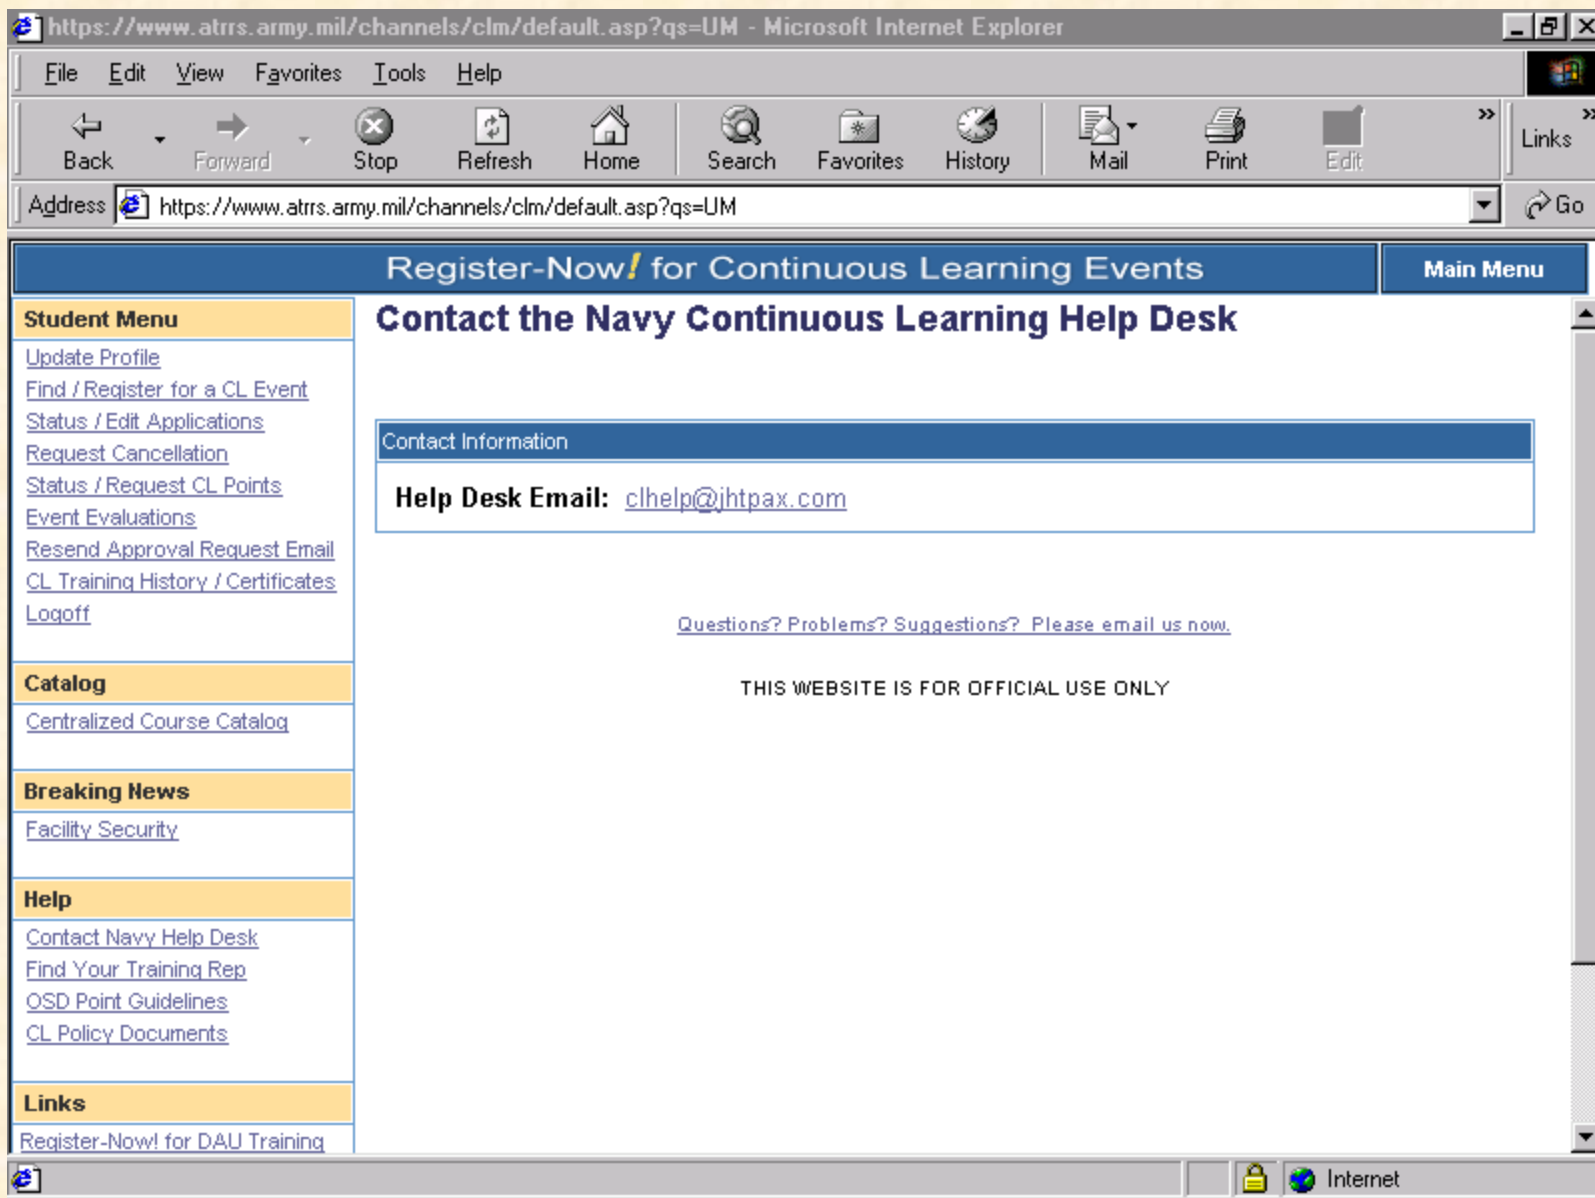 https://www.atrrs.army.mil/channels/clm/default.asp?qs=UM - Microsoft Internet Explorer
File Edit View Favorites Tools Help
Back Forward Stop Refresh Home Search Favorites History Mail Print Edit » Links »
Address https://www.atrrs.army.mil/channels/clm/default.asp?qs=UM Go
Register-Now! for Continuous Learning Events Main Menu
Student Menu
Update Profile
Find / Register for a CL Event
Status / Edit Applications
Request Cancellation
Status / Request CL Points
Event Evaluations
Resend Approval Request Email
CL Training History / Certificates
Logoff
Catalog
Centralized Course Catalog
Breaking News
Facility Security
Help
Contact Navy Help Desk
Find Your Training Rep
OSD Point Guidelines
CL Policy Documents
Links
Register-Now! for DAU Training
Contact the Navy Continuous Learning Help Desk
Contact Information
Help Desk Email: clhelp@jhtpax.com
Questions? Problems? Suggestions? Please email us now.
THIS WEBSITE IS FOR OFFICIAL USE ONLY
Internet